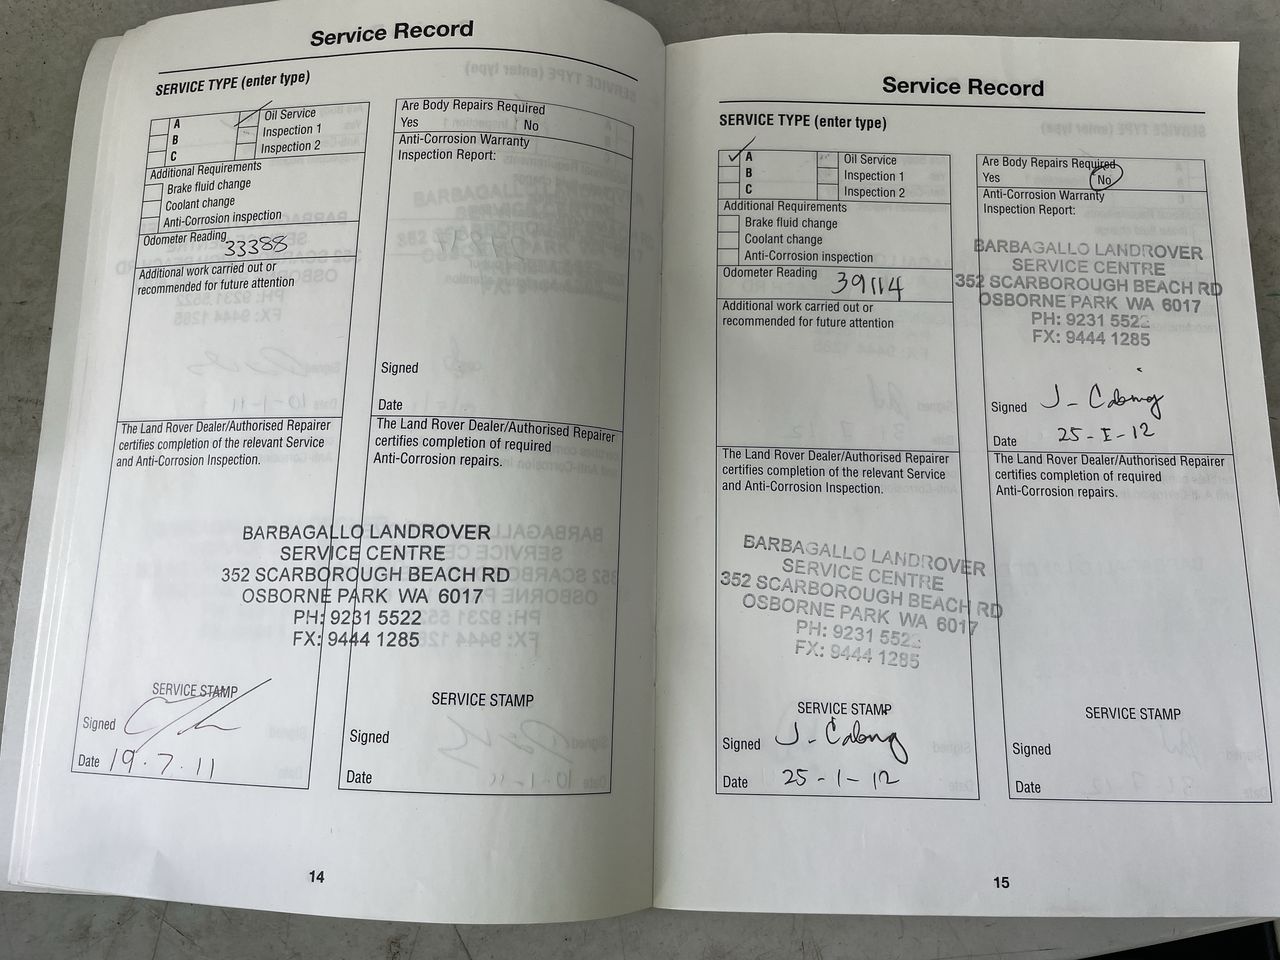 Service Record
SERVICE TYPE (enter type)
A
B
C
Oil Service
Inspection 1
Inspection 2
Additional Requirements
Brake fluid change
Coolant change
Anti-Corrosion inspection
Odometer Reading 33388
Additional work carried out or
recommended for future attention
The Land Rover Dealer/Authorised Repairer
certifies completion of the relevant Service
and Anti-Corrosion Inspection.
Are Body Repairs Required
Yes No
Anti-Corrosion Warranty
Inspection Report:
Signed
Date
The Land Rover Dealer/Authorised Repairer
certifies completion of required
Anti-Corrosion repairs.
BARBAGALLO LANDROVER
SERVICE CENTRE
352 SCARBOROUGH BEACH RD
OSBORNE PARK WA 6017
PH: 9231 5522
FX: 9444 1285
SERVICE STAMP
Signed
Date 19.7.11
SERVICE STAMP
Signed
Date
14
Service Record
SERVICE TYPE (enter type)
A
B
C
Oil Service
Inspection 1
Inspection 2
Additional Requirements
Brake fluid change
Coolant change
Anti-Corrosion inspection
Odometer Reading 39114
Additional work carried out or
recommended for future attention
The Land Rover Dealer/Authorised Repairer
certifies completion of the relevant Service
and Anti-Corrosion Inspection.
BARBAGALLO LANDROVER
SERVICE CENTRE
352 SCARBOROUGH BEACH RD
OSBORNE PARK WA 6017
PH: 9231 5522
FX: 9444 1285
SERVICE STAMP
Signed
Date 25-1-12
Are Body Repairs Required
Yes No
Anti-Corrosion Warranty
Inspection Report:
BARBAGALLO LANDROVER
SERVICE CENTRE
352 SCARBOROUGH BEACH RD
OSBORNE PARK WA 6017
PH: 9231 5522
FX: 9444 1285
Signed
Date 25-I-12
The Land Rover Dealer/Authorised Repairer
certifies completion of required
Anti-Corrosion repairs.
SERVICE STAMP
Signed
Date
15